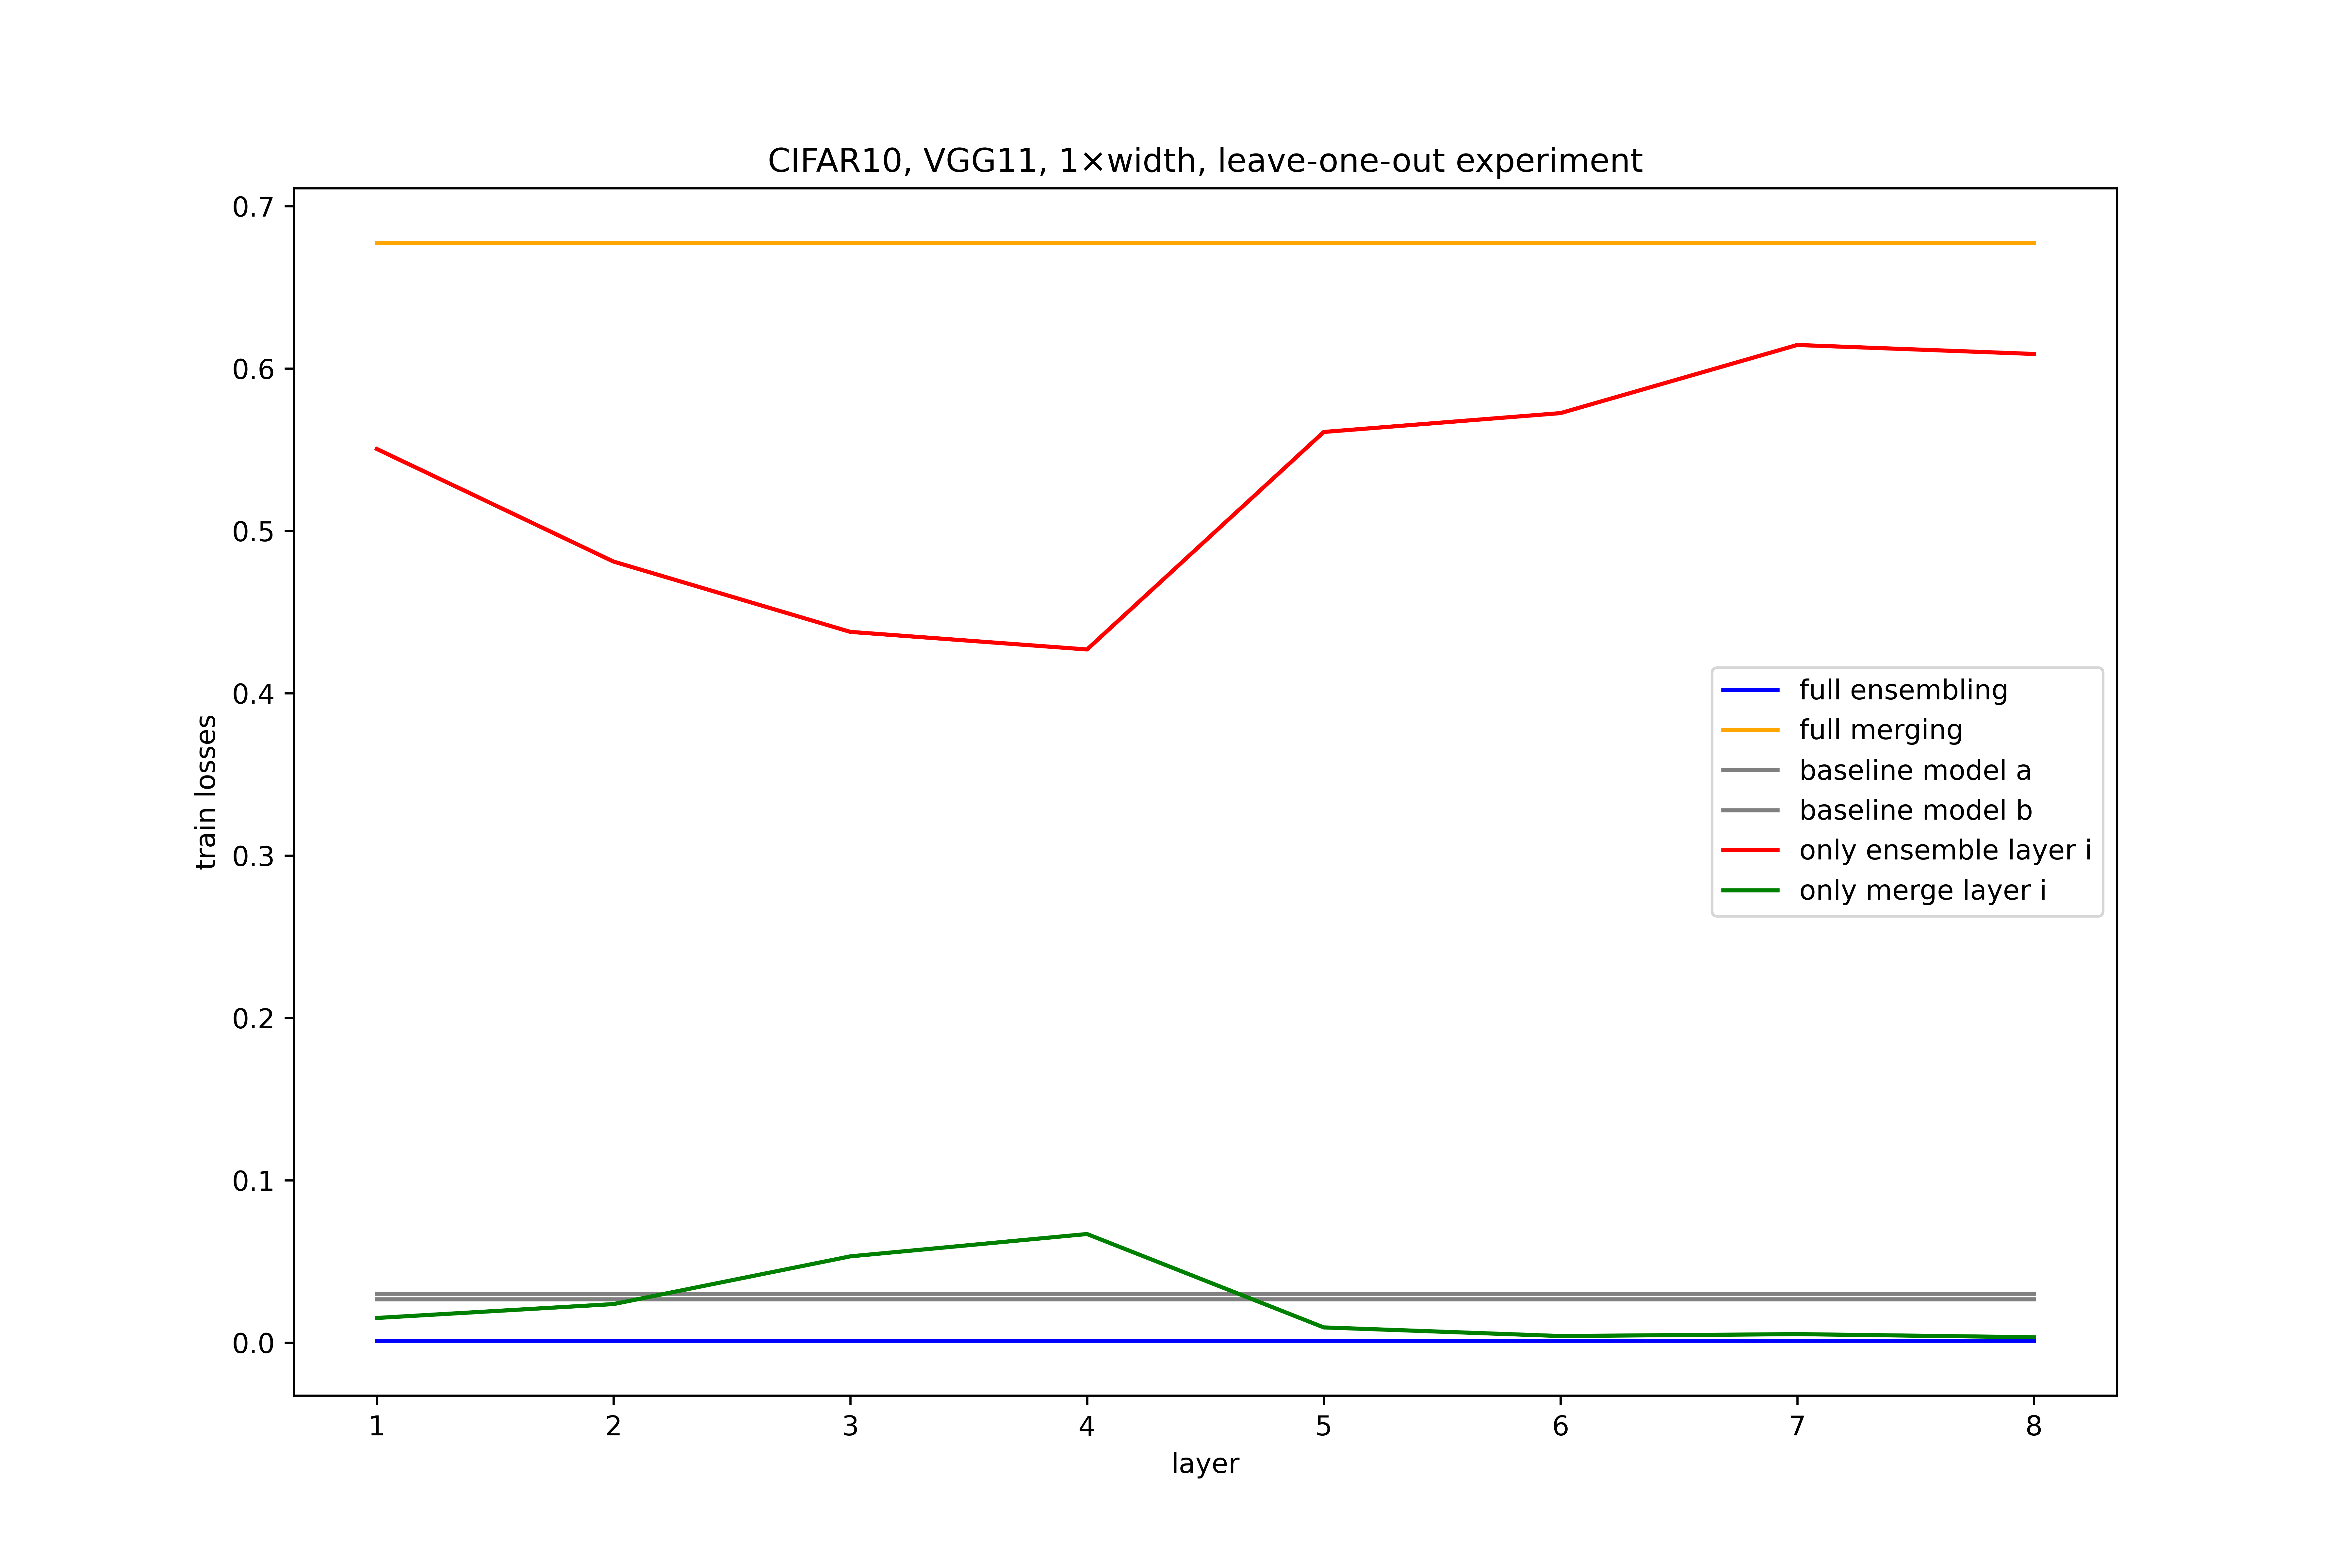 CIFAR10, VGG11, 1×width, leave-one-out experiment
train losses
0.7
0.6
0.5
0.4
0.3
0.2
0.1
0.0
full ensembling
full merging
baseline model a
baseline model b
only ensemble layer i
only merge layer i
1 2 3 4 5 6 7 8
layer